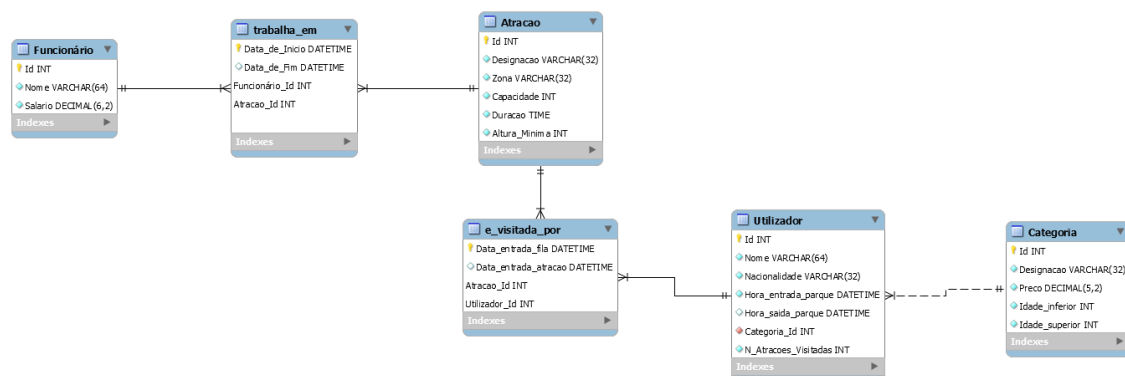 Funcionário
Id INT
Nome VARCHAR(64)
Salario DECIMAL(6,2)
Indexes
trabalha_em
Data_de_Inicio DATETIME
Data_de_Fim DATETIME
Funcionário_Id INT
Atracao_Id INT
Indexes
Atracao
Id INT
Designacao VARCHAR(32)
Zona VARCHAR(32)
Capacidade INT
Duracao TIME
Altura_Minima INT
Indexes
e_visitada_por
Data_entrada_fila DATETIME
Data_entrada_atracao DATETIME
Atracao_Id INT
Utilizador_Id INT
Indexes
Utilizador
Id INT
Nome VARCHAR(64)
Nacionalidade VARCHAR(32)
Hora_entrada_parque DATETIME
Hora_saida_parque DATETIME
Categoria_Id INT
N_Atracoes_Visitadas INT
Indexes
Categoria
Id INT
Designacao VARCHAR(32)
Preco DECIMAL(5,2)
Idade_inferior INT
Idade_superior INT
Indexes